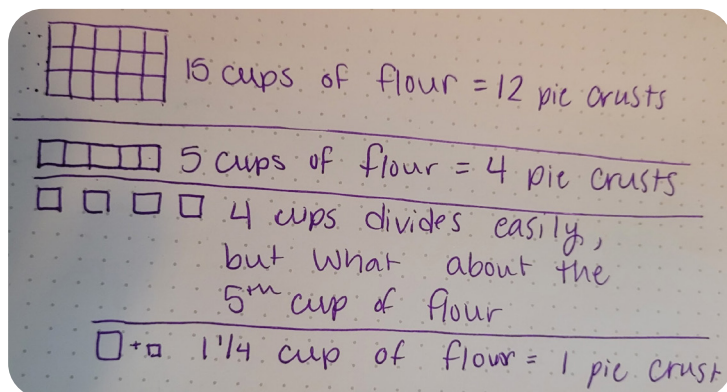 15 cups of flour = 12 pie crusts
5 cups of flour = 4 pie crusts
4 cups divides easily,
but what about the
5th cup of flour
+ 1 1/4 cup of flour = 1 pie crust